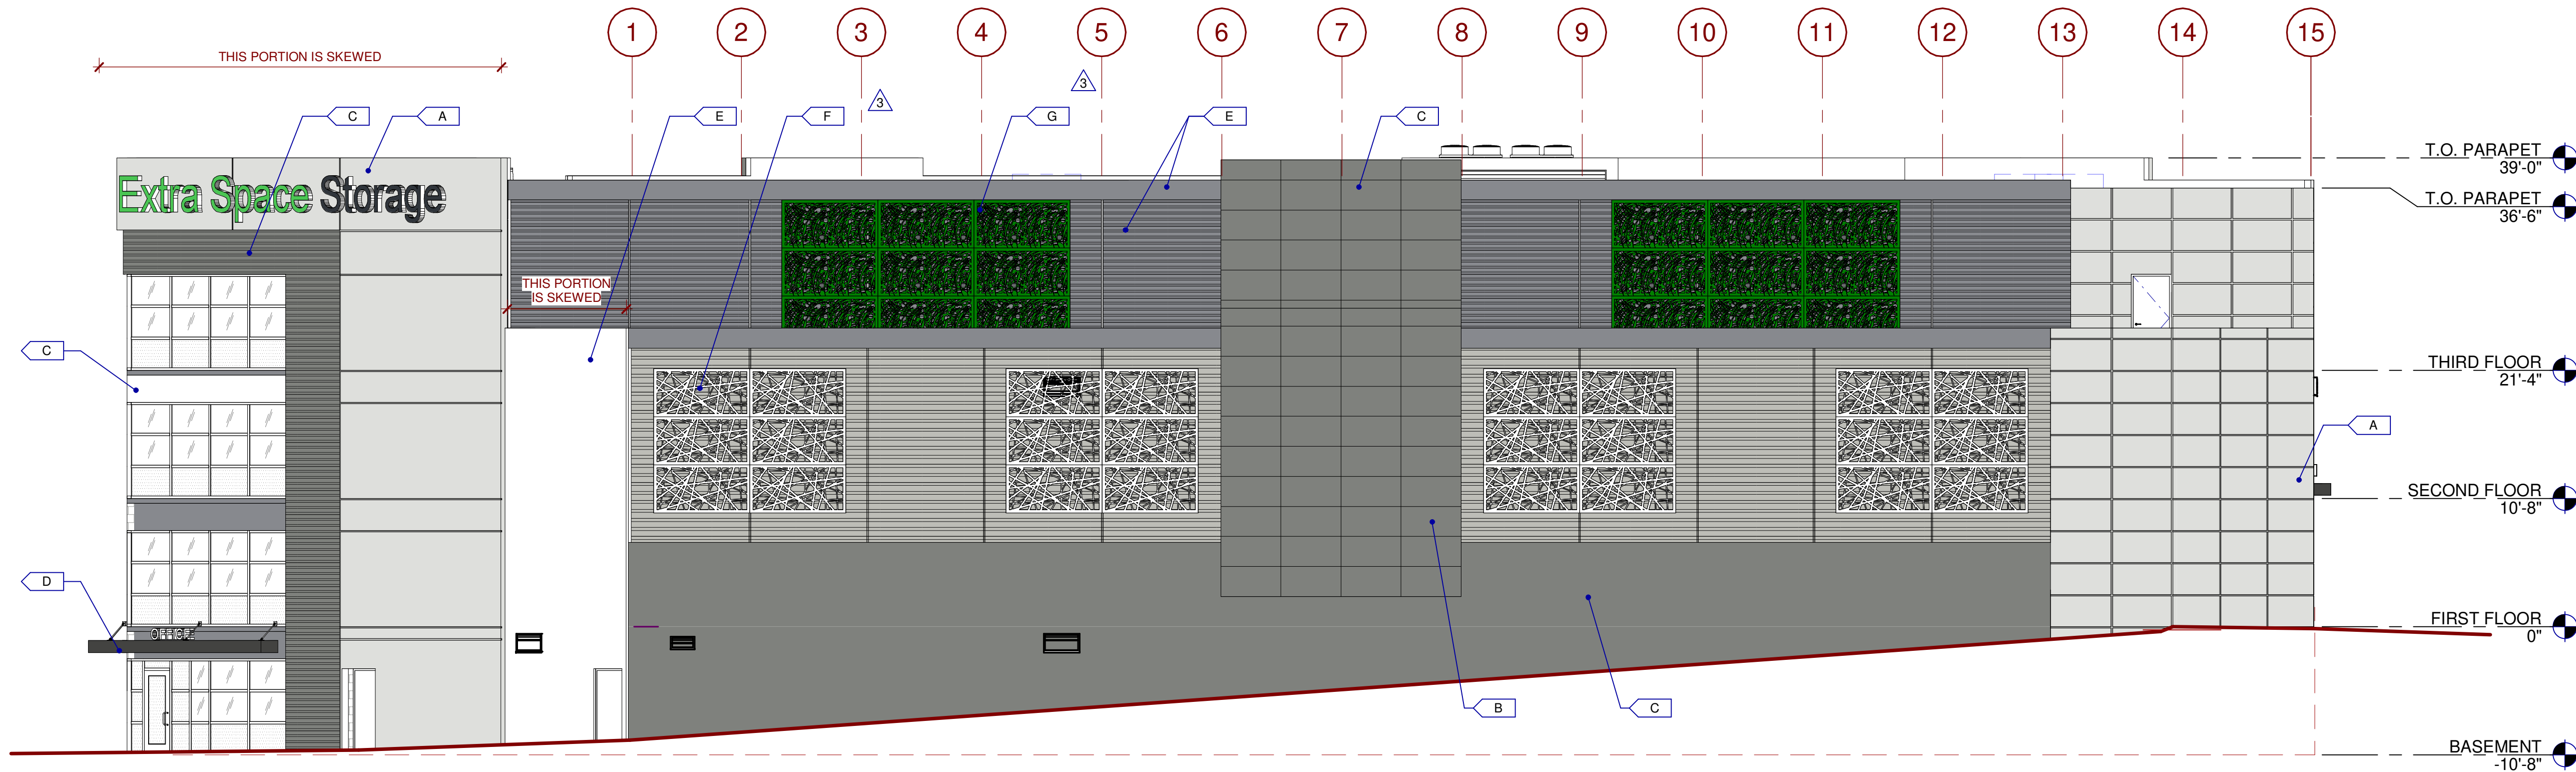 1 2 3 4 5 6 7 8 9 10 11 12 13 14 15
THIS PORTION IS SKEWED
3
3
C
A
E
F
G
E
C
T.O. PARAPET
39'-0"
Extra Space Storage
T.O. PARAPET
36'-6"
THIS PORTION
IS SKEWED
C
THIRD FLOOR
21'-4"
A
SECOND FLOOR
10'-8"
D
OFFICE
FIRST FLOOR
0"
B
C
BASEMENT
-10'-8"